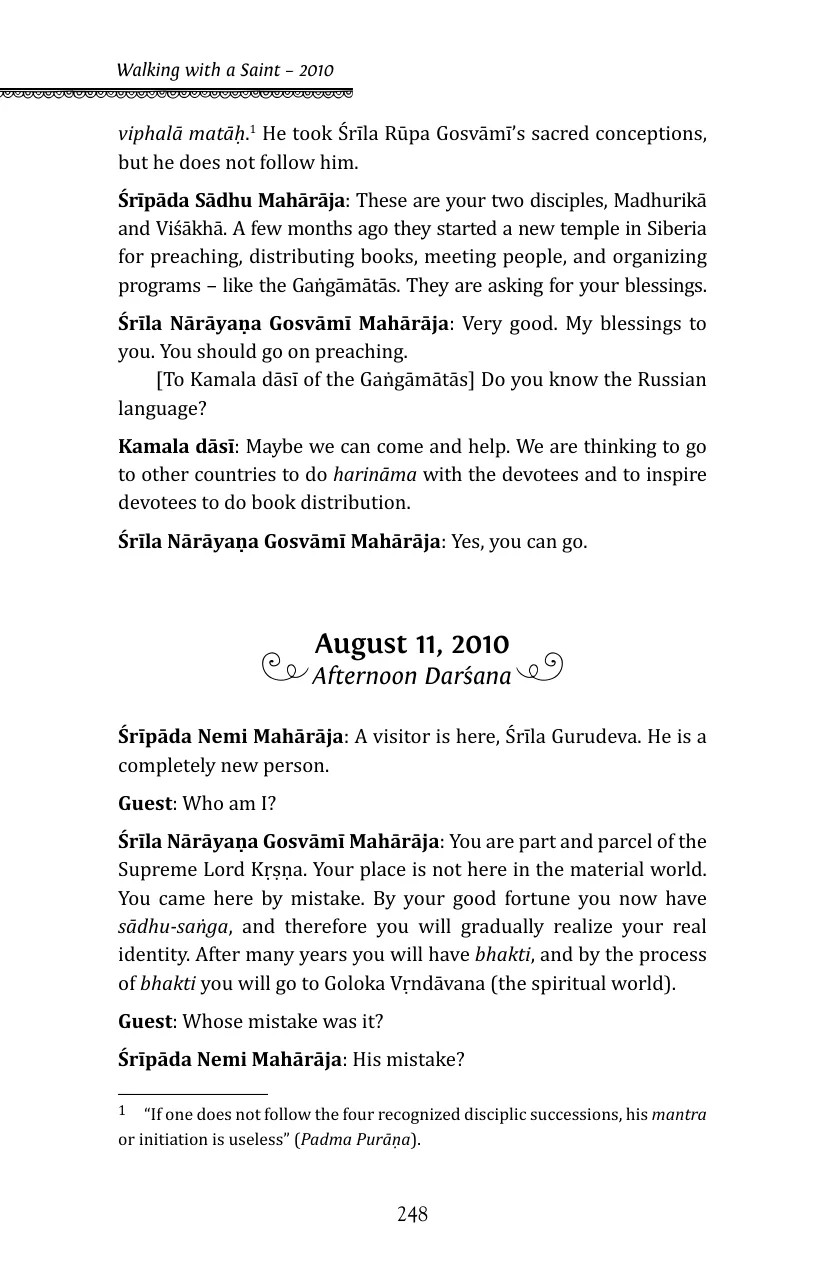 Walking with a Saint – 2010
viphalā matāḥ.1 He took Śrīla Rūpa Gosvāmī’s sacred conceptions,
but he does not follow him.
Śrīpāda Sādhu Mahārāja: These are your two disciples, Madhurikā
and Viśākhā. A few months ago they started a new temple in Siberia
for preaching, distributing books, meeting people, and organizing
programs – like the Gaṅgāmātās. They are asking for your blessings.
Śrīla Nārāyaṇa Gosvāmī Mahārāja: Very good. My blessings to
you. You should go on preaching.
[To Kamala dāsī of the Gaṅgāmātās] Do you know the Russian
language?
Kamala dāsī: Maybe we can come and help. We are thinking to go
to other countries to do harināma with the devotees and to inspire
devotees to do book distribution.
Śrīla Nārāyaṇa Gosvāmī Mahārāja: Yes, you can go.
August 11, 2010
Afternoon Darśana
Śrīpāda Nemi Mahārāja: A visitor is here, Śrīla Gurudeva. He is a
completely new person.
Guest: Who am I?
Śrīla Nārāyaṇa Gosvāmī Mahārāja: You are part and parcel of the
Supreme Lord Kṛṣṇa. Your place is not here in the material world.
You came here by mistake. By your good fortune you now have
sādhu-saṅga, and therefore you will gradually realize your real
identity. After many years you will have bhakti, and by the process
of bhakti you will go to Goloka Vṛndāvana (the spiritual world).
Guest: Whose mistake was it?
Śrīpāda Nemi Mahārāja: His mistake?
1 “If one does not follow the four recognized disciplic successions, his mantra
or initiation is useless” (Padma Purāṇa).
248